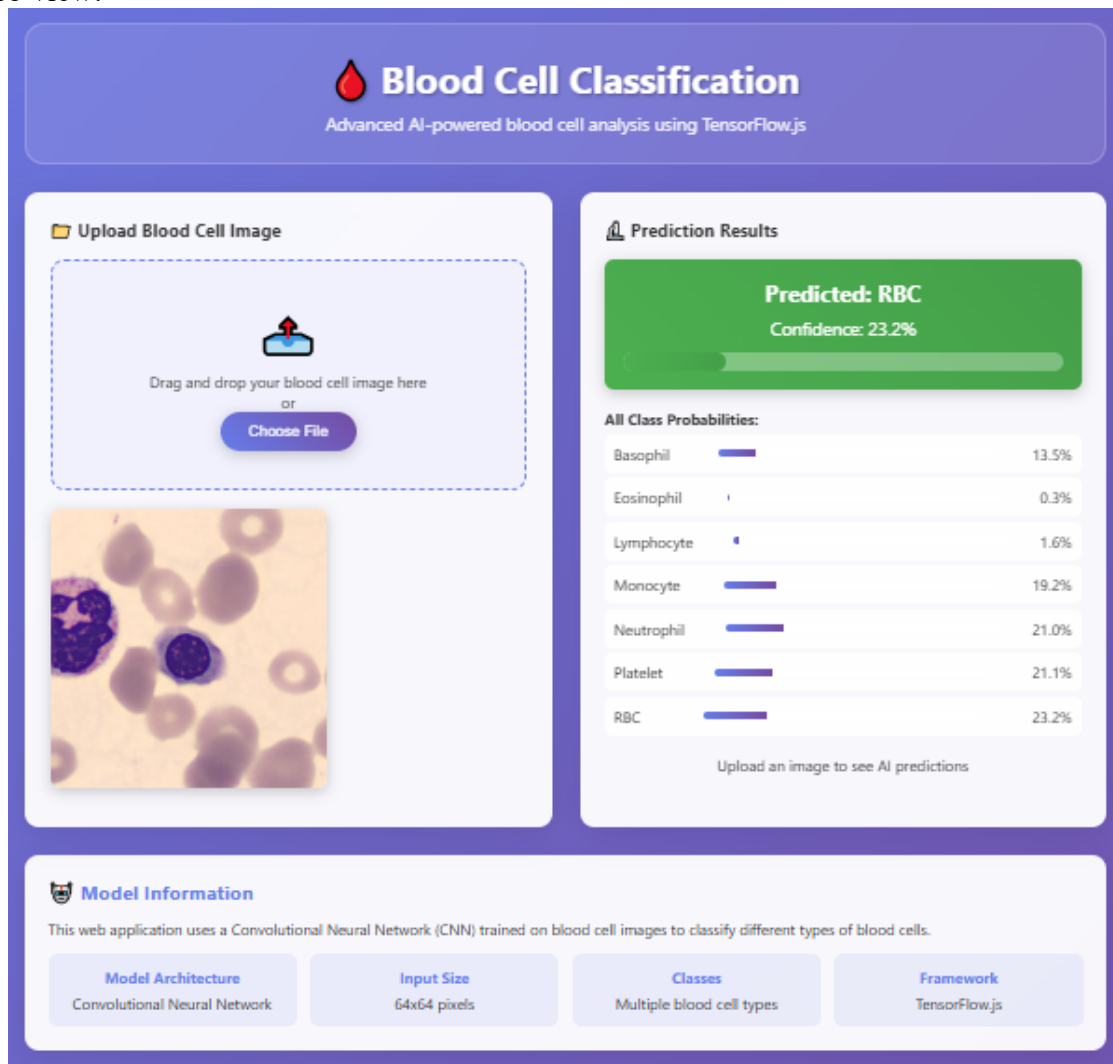 Blood Cell Classification
Advanced AI-powered blood cell analysis using TensorFlow.js
Upload Blood Cell Image
Drag and drop your blood cell image here
or
Choose File
Prediction Results
Predicted: RBC
Confidence: 23.2%
All Class Probabilities:
Basophil 13.5%
Eosinophil 0.3%
Lymphocyte 1.6%
Monocyte 19.2%
Neutrophil 21.0%
Platelet 21.1%
RBC 23.2%
Upload an image to see AI predictions
Model Information
This web application uses a Convolutional Neural Network (CNN) trained on blood cell images to classify different types of blood cells.
Model Architecture
Convolutional Neural Network
Input Size
64x64 pixels
Classes
Multiple blood cell types
Framework
TensorFlow.js